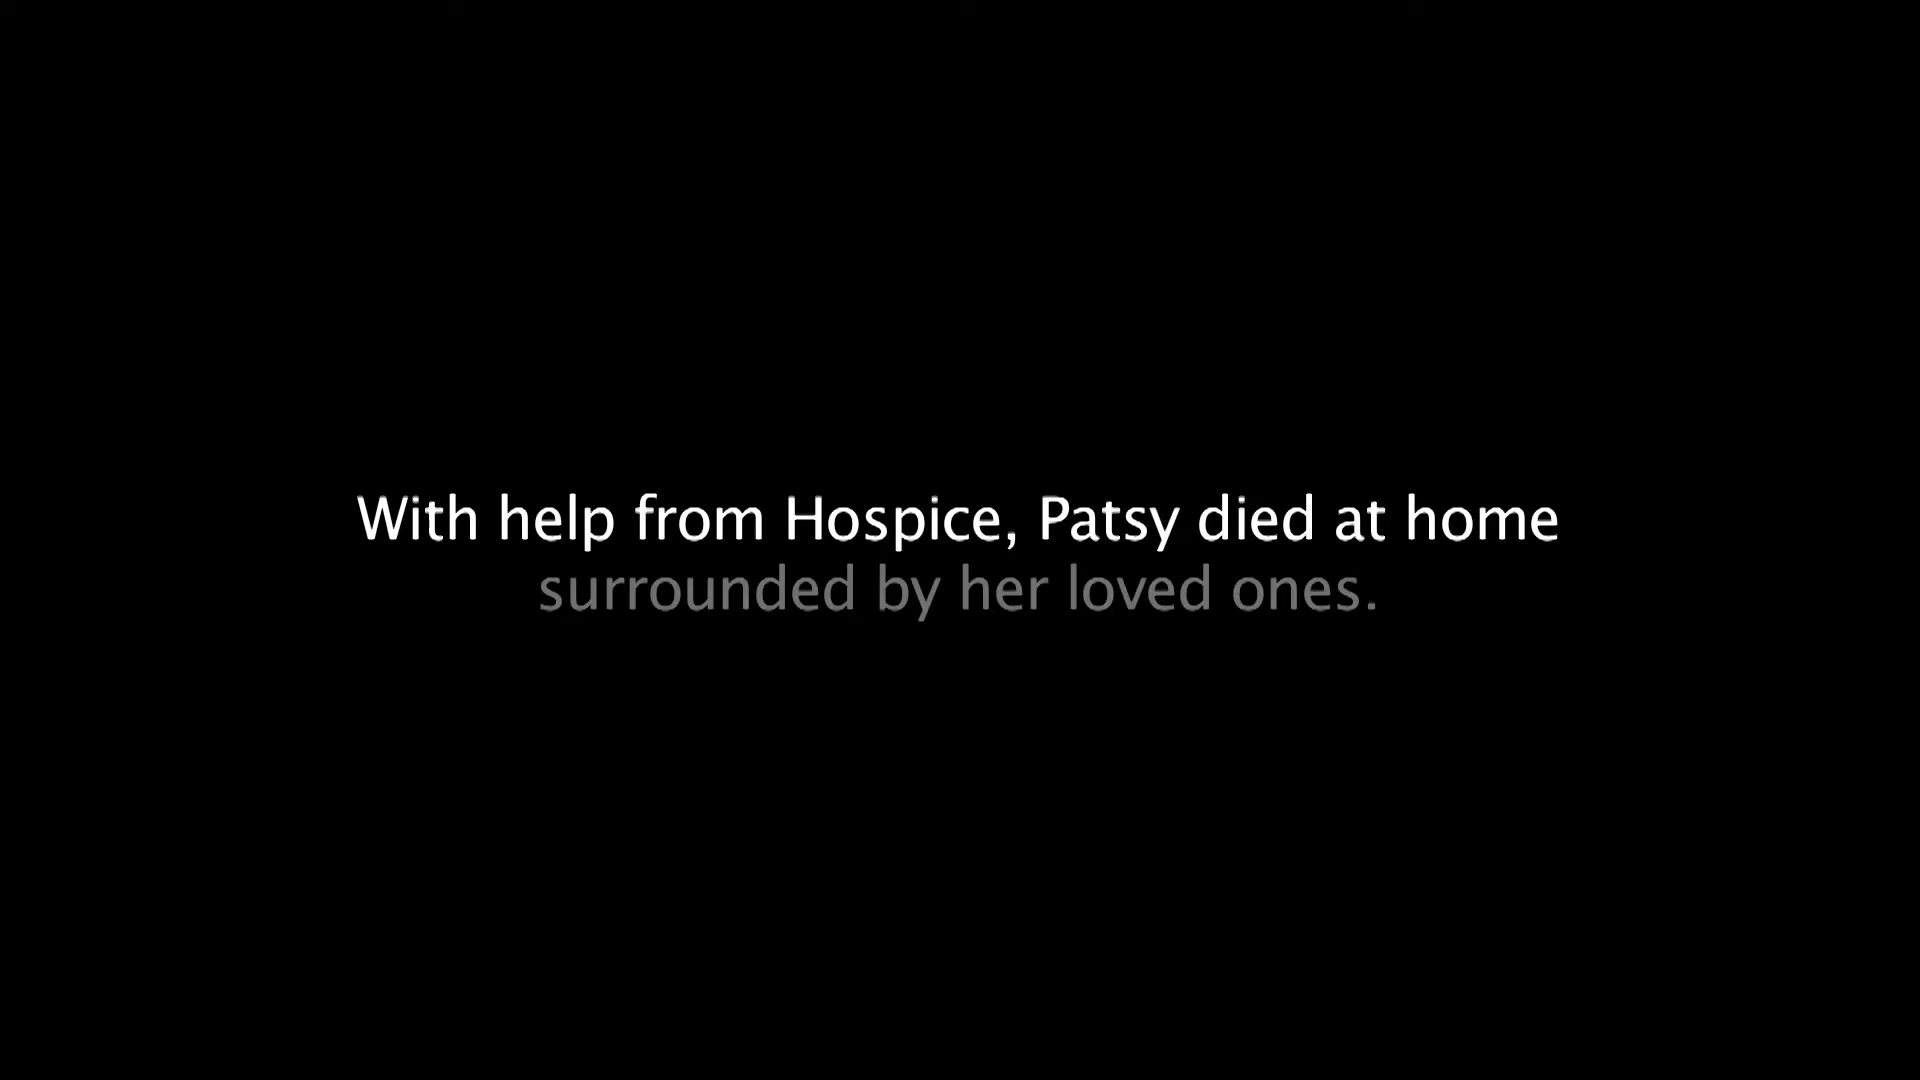 With help from Hospice, Patsy died at home
surrounded by her loved ones.